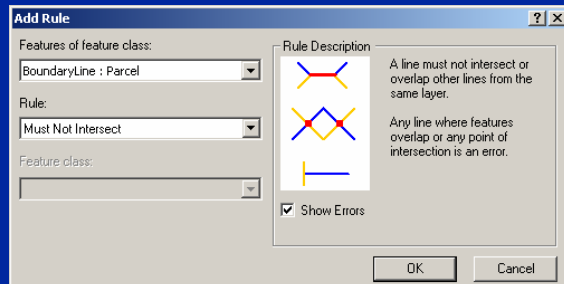 Add Rule
Features of feature class:
BoundaryLine : Parcel
Rule:
Must Not Intersect
Feature class:
Rule Description
A line must not intersect or
overlap other lines from the
same layer.
Any line where features
overlap or any point of
intersection is an error.
Show Errors
OK
Cancel